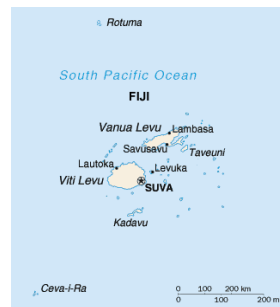 Rotuma
South Pacific Ocean
FIJI
Vanua Levu
Lambasa
Savusavu
Taveuni
Lautoka
Levuka
Viti Levu
SUVA
Kadavu
Ceva-I-Ra
0 100 200 km
0 100 200 m